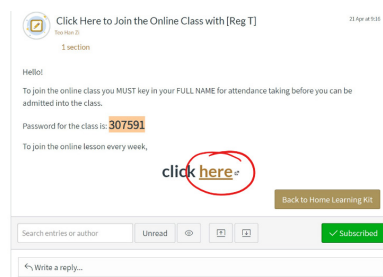 Click Here to Join the Online Class with [Reg T]
21 Apr at 9:16
Teo Han Zi
1 section
Hello!
To join the online class you MUST key in your FULL NAME for attendance taking before you can be
admitted into the class.
Password for the class is: 307591
To join the online lesson every week,
click here
Back to Home Learning Kit
Search entries or author
Unread
Subscribed
Write a reply...